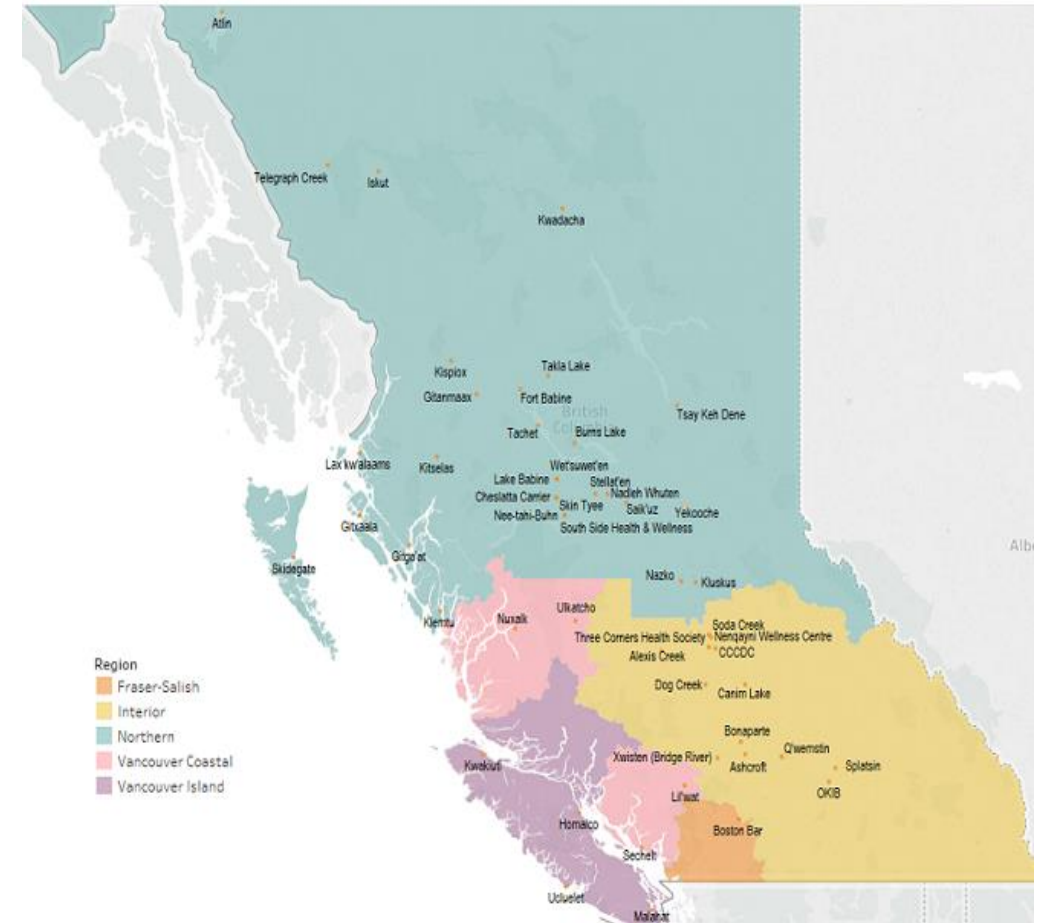 Atlin
Telegraph Creek
Iskut
Kwadacha
Kispiox
Takla Lake
Gitanmaax
Fort Babine
British
Tsay Keh Dene
Tachet
Burns Lake
Lax kw'alaams
Kitselas
Wet'suwet'en
Lake Babine
Stellat'en
Cheslatta Carrier
Nadleh Whuten
Skin Tyee
Saik'uz
Yekooche
Nee-tahi-Buhn
South Side Health & Wellness
Gitxaala
Gitga'at
Skidegate
Nazko
Kluskus
Klemtu
Nuxalk
Ulkatcho
Soda Creek
Three Corners Health Society
Nenqayni Wellness Centre
Alexis Creek
CCCDC
Dog Creek
Canim Lake
Bonaparte
Xwisten (Bridge River)
Q'wemstin
Ashcroft
Splatsin
OKIB
Kwakiutl
Lil'wat
Homalco
Boston Bar
Sechelt
Ucluelet
Malahat
Albe
Region
Fraser-Salish
Interior
Northern
Vancouver Coastal
Vancouver Island